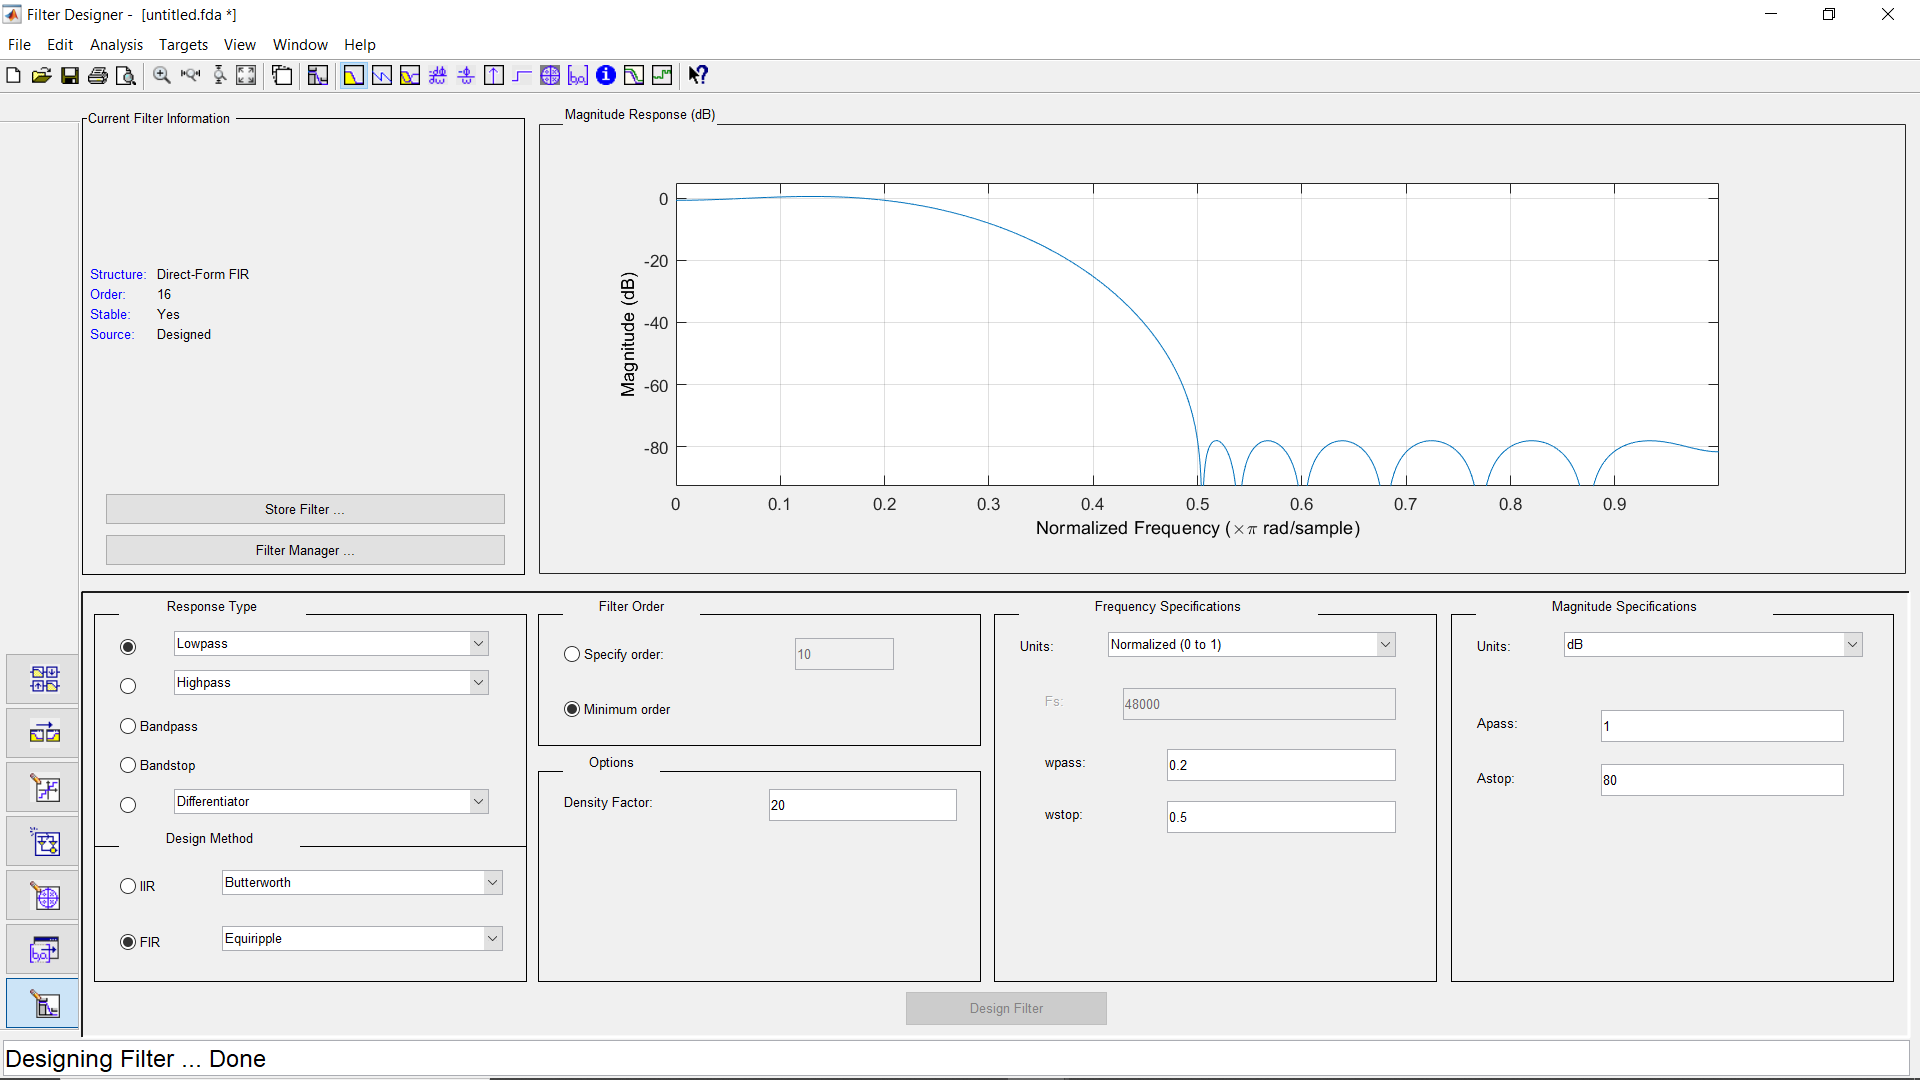 Filter Designer - [untitled.fda *]
File Edit Analysis Targets View Window Help
Current Filter Information
Structure: Direct-Form FIR
Order: 16
Stable: Yes
Source: Designed
Store Filter ...
Filter Manager ...
Magnitude Response (dB)
0
-20
-40
-60
-80
Magnitude (dB)
0 0.1 0.2 0.3 0.4 0.5 0.6 0.7 0.8 0.9
Normalized Frequency (×π rad/sample)
Response Type
Lowpass
Highpass
Bandpass
Bandstop
Differentiator
Design Method
IIR Butterworth
FIR Equiripple
Filter Order
Specify order: 10
Minimum order
Options
Density Factor: 20
Frequency Specifications
Units: Normalized (0 to 1)
Fs: 48000
wpass: 0.2
wstop: 0.5
Magnitude Specifications
Units: dB
Apass: 1
Astop: 80
Design Filter
Designing Filter ... Done